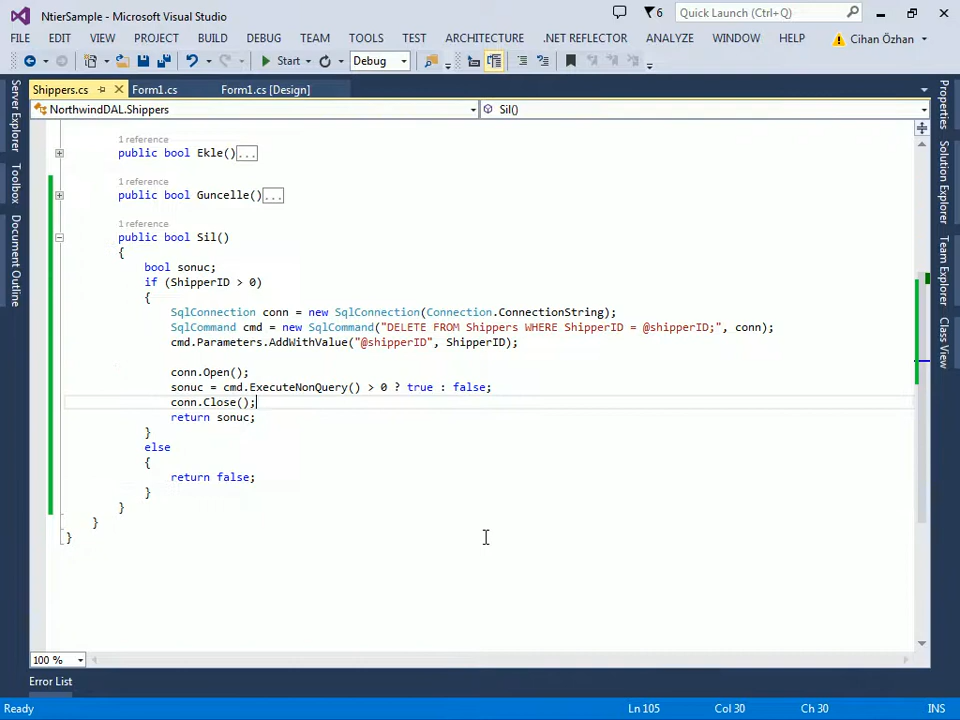 NtierSample - Microsoft Visual Studio
6
Quick Launch (Ctrl+Q)
FILE EDIT VIEW PROJECT BUILD DEBUG TEAM TOOLS TEST ARCHITECTURE .NET REFLECTOR ANALYZE WINDOW HELP Cihan Özhan
Start Debug
Shippers.cs Form1.cs Form1.cs [Design]
NorthwindDAL.Shippers Sil()
Server Explorer
Toolbox
Document Outline
1 reference
public bool Ekle()...
1 reference
public bool Guncelle()...
1 reference
public bool Sil()
{
bool sonuc;
if (ShipperID > 0)
{
SqlConnection conn = new SqlConnection(Connection.ConnectionString);
SqlCommand cmd = new SqlCommand("DELETE FROM Shippers WHERE ShipperID = @shipperID;", conn);
cmd.Parameters.AddWithValue("@shipperID", ShipperID);
conn.Open();
sonuc = cmd.ExecuteNonQuery() > 0 ? true : false;
conn.Close();
return sonuc;
}
else
{
return false;
}
}
}
}
Properties
Solution Explorer
Team Explorer
Class View
100 %
Error List
Ready Ln 105 Col 30 Ch 30 INS